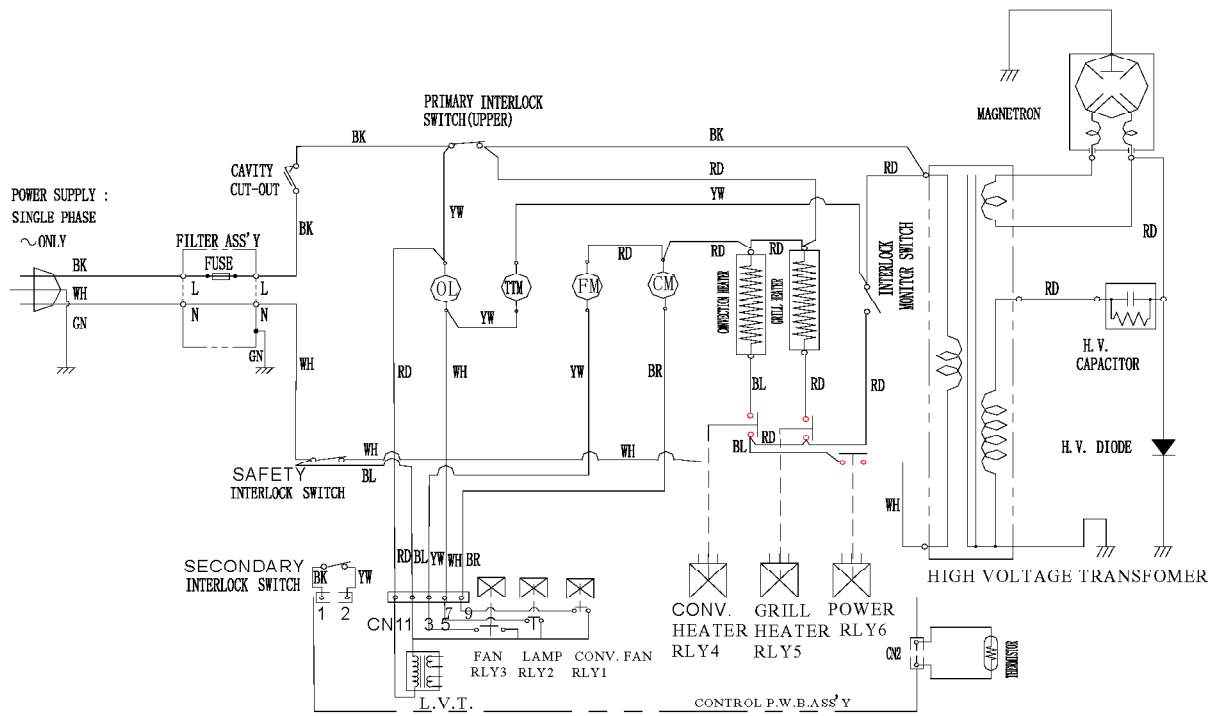 MAGNETRON
PRIMARY INTERLOCK
SWITCH(UPPER)
BK
BK
RD
RD
YW
CAVITY
CUT-OUT
POWER SUPPLY :
SINGLE PHASE
~ONLY
YW
BK
FILTER ASS'Y
FUSE
BK
WH
GN
L
L
N
N
GN
RD
RD
RD
RD
OL
TTM
FM
CM
YW
CONVECTION HEATER
GRILL HEATER
INTERLOCK
MONITOR SWITCH
RD
RD
H.V.
CAPACITOR
WH
RD
WH
YW
BR
BL
RD
RD
WH
BL
WH
BL
RD
SAFETY
INTERLOCK SWITCH
H.V. DIODE
WH
RD
BL
YW
WH
BR
SECONDARY
INTERLOCK SWITCH
BK
YW
1
2
CN11
3
5
7
9
HIGH VOLTAGE TRANSFOMER
CONV.
HEATER
RLY4
GRILL
HEATER
RLY5
POWER
RLY6
FAN
RLY3
LAMP
RLY2
CONV. FAN
RLY1
CN2
THERMISTOR
L.V.T.
CONTROL P.W.B.ASS'Y